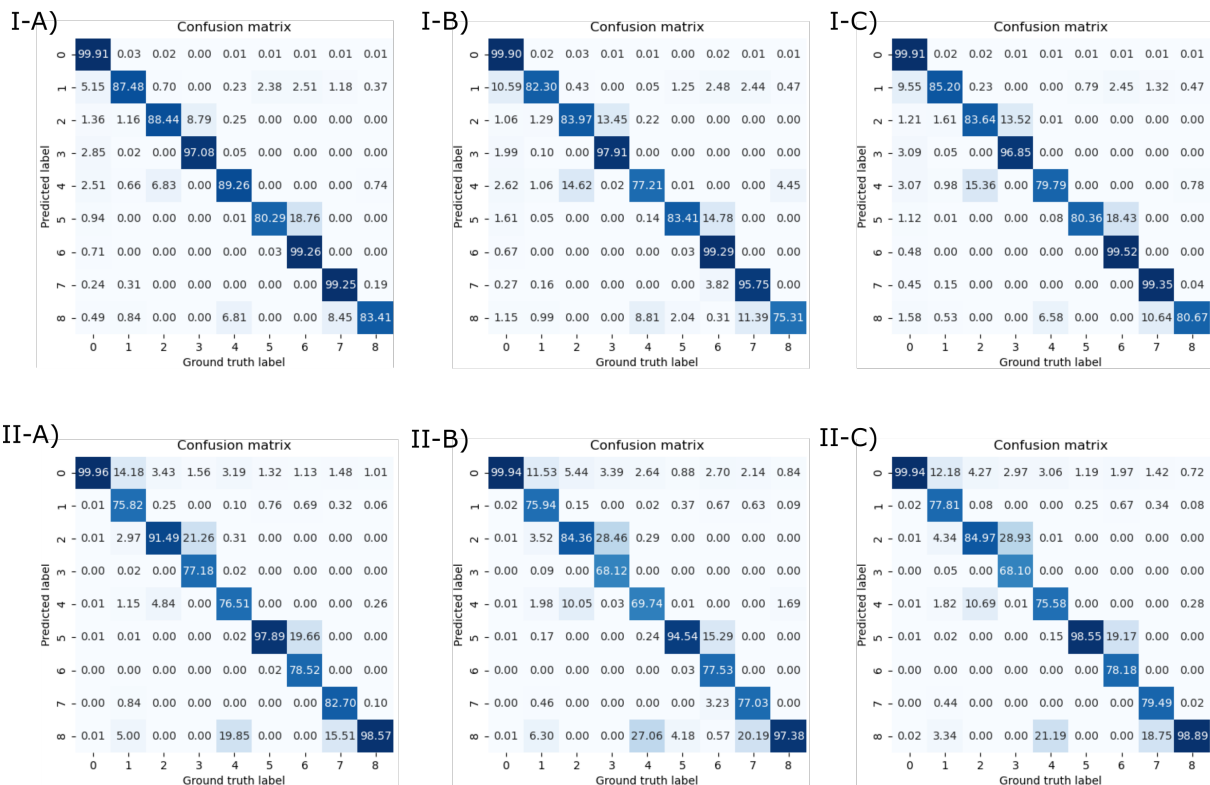 I-A)
Confusion matrix
0 99.91 0.03 0.02 0.00 0.01 0.01 0.01 0.01 0.01
1 5.15 87.48 0.70 0.00 0.23 2.38 2.51 1.18 0.37
2 1.36 1.16 88.44 8.79 0.25 0.00 0.00 0.00 0.00
3 2.85 0.02 0.00 97.08 0.05 0.00 0.00 0.00 0.00
4 2.51 0.66 6.83 0.00 89.26 0.00 0.00 0.00 0.74
5 0.94 0.00 0.00 0.00 0.01 80.29 18.76 0.00 0.00
6 0.71 0.00 0.00 0.00 0.00 0.03 99.26 0.00 0.00
7 0.24 0.31 0.00 0.00 0.00 0.00 0.00 99.25 0.19
8 0.49 0.84 0.00 0.00 6.81 0.00 0.00 8.45 83.41
0 1 2 3 4 5 6 7 8
Predicted label
Ground truth label
I-B)
Confusion matrix
0 99.90 0.02 0.03 0.01 0.01 0.00 0.01 0.02 0.01
1 10.59 82.30 0.43 0.00 0.05 1.25 2.48 2.44 0.47
2 1.06 1.29 83.97 13.45 0.22 0.00 0.00 0.00 0.00
3 1.99 0.10 0.00 97.91 0.00 0.00 0.00 0.00 0.00
4 2.62 1.06 14.62 0.02 77.21 0.01 0.00 0.00 4.45
5 1.61 0.05 0.00 0.00 0.14 83.41 14.78 0.00 0.00
6 0.67 0.00 0.00 0.00 0.00 0.03 99.29 0.00 0.00
7 0.27 0.16 0.00 0.00 0.00 0.00 3.82 95.75 0.00
8 1.15 0.99 0.00 0.00 8.81 2.04 0.31 11.39 75.31
0 1 2 3 4 5 6 7 8
Predicted label
Ground truth label
I-C)
Confusion matrix
0 99.91 0.02 0.02 0.01 0.01 0.00 0.01 0.01 0.01
1 9.55 85.20 0.23 0.00 0.00 0.79 2.45 1.32 0.47
2 1.21 1.61 83.64 13.52 0.01 0.00 0.00 0.00 0.00
3 3.09 0.05 0.00 96.85 0.00 0.00 0.00 0.00 0.00
4 3.07 0.98 15.36 0.00 79.79 0.00 0.00 0.00 0.78
5 1.12 0.01 0.00 0.00 0.08 80.36 18.43 0.00 0.00
6 0.48 0.00 0.00 0.00 0.00 0.00 99.52 0.00 0.00
7 0.45 0.15 0.00 0.00 0.00 0.00 0.00 99.35 0.04
8 1.58 0.53 0.00 0.00 6.58 0.00 0.00 10.64 80.67
0 1 2 3 4 5 6 7 8
Predicted label
Ground truth label
II-A)
Confusion matrix
0 99.96 14.18 3.43 1.56 3.19 1.32 1.13 1.48 1.01
1 0.01 75.82 0.25 0.00 0.10 0.76 0.69 0.32 0.06
2 0.01 2.97 91.49 21.26 0.31 0.00 0.00 0.00 0.00
3 0.00 0.02 0.00 77.18 0.02 0.00 0.00 0.00 0.00
4 0.01 1.15 4.84 0.00 76.51 0.00 0.00 0.00 0.26
5 0.01 0.01 0.00 0.00 0.02 97.89 19.66 0.00 0.00
6 0.00 0.00 0.00 0.00 0.00 0.02 78.52 0.00 0.00
7 0.00 0.84 0.00 0.00 0.00 0.00 0.00 82.70 0.10
8 0.01 5.00 0.00 0.00 19.85 0.00 0.00 15.51 98.57
0 1 2 3 4 5 6 7 8
Predicted label
Ground truth label
II-B)
Confusion matrix
0 99.94 11.53 5.44 3.39 2.64 0.88 2.70 2.14 0.84
1 0.02 75.94 0.15 0.00 0.02 0.37 0.67 0.63 0.09
2 0.01 3.52 84.36 28.46 0.29 0.00 0.00 0.00 0.00
3 0.00 0.09 0.00 68.12 0.00 0.00 0.00 0.00 0.00
4 0.01 1.98 10.05 0.03 69.74 0.01 0.00 0.00 1.69
5 0.01 0.17 0.00 0.00 0.24 94.54 15.29 0.00 0.00
6 0.00 0.00 0.00 0.00 0.00 0.03 77.53 0.00 0.00
7 0.00 0.46 0.00 0.00 0.00 0.00 3.23 77.03 0.00
8 0.01 6.30 0.00 0.00 27.06 4.18 0.57 20.19 97.38
0 1 2 3 4 5 6 7 8
Predicted label
Ground truth label
II-C)
Confusion matrix
0 99.94 12.18 4.27 2.97 3.06 1.19 1.97 1.42 0.72
1 0.02 77.81 0.08 0.00 0.00 0.25 0.67 0.34 0.08
2 0.01 4.34 84.97 28.93 0.01 0.00 0.00 0.00 0.00
3 0.00 0.05 0.00 68.10 0.00 0.00 0.00 0.00 0.00
4 0.01 1.82 10.69 0.01 75.58 0.00 0.00 0.00 0.28
5 0.01 0.02 0.00 0.00 0.15 98.55 19.17 0.00 0.00
6 0.00 0.00 0.00 0.00 0.00 0.00 78.18 0.00 0.00
7 0.00 0.44 0.00 0.00 0.00 0.00 0.00 79.49 0.02
8 0.02 3.34 0.00 0.00 21.19 0.00 0.00 18.75 98.89
0 1 2 3 4 5 6 7 8
Predicted label
Ground truth label